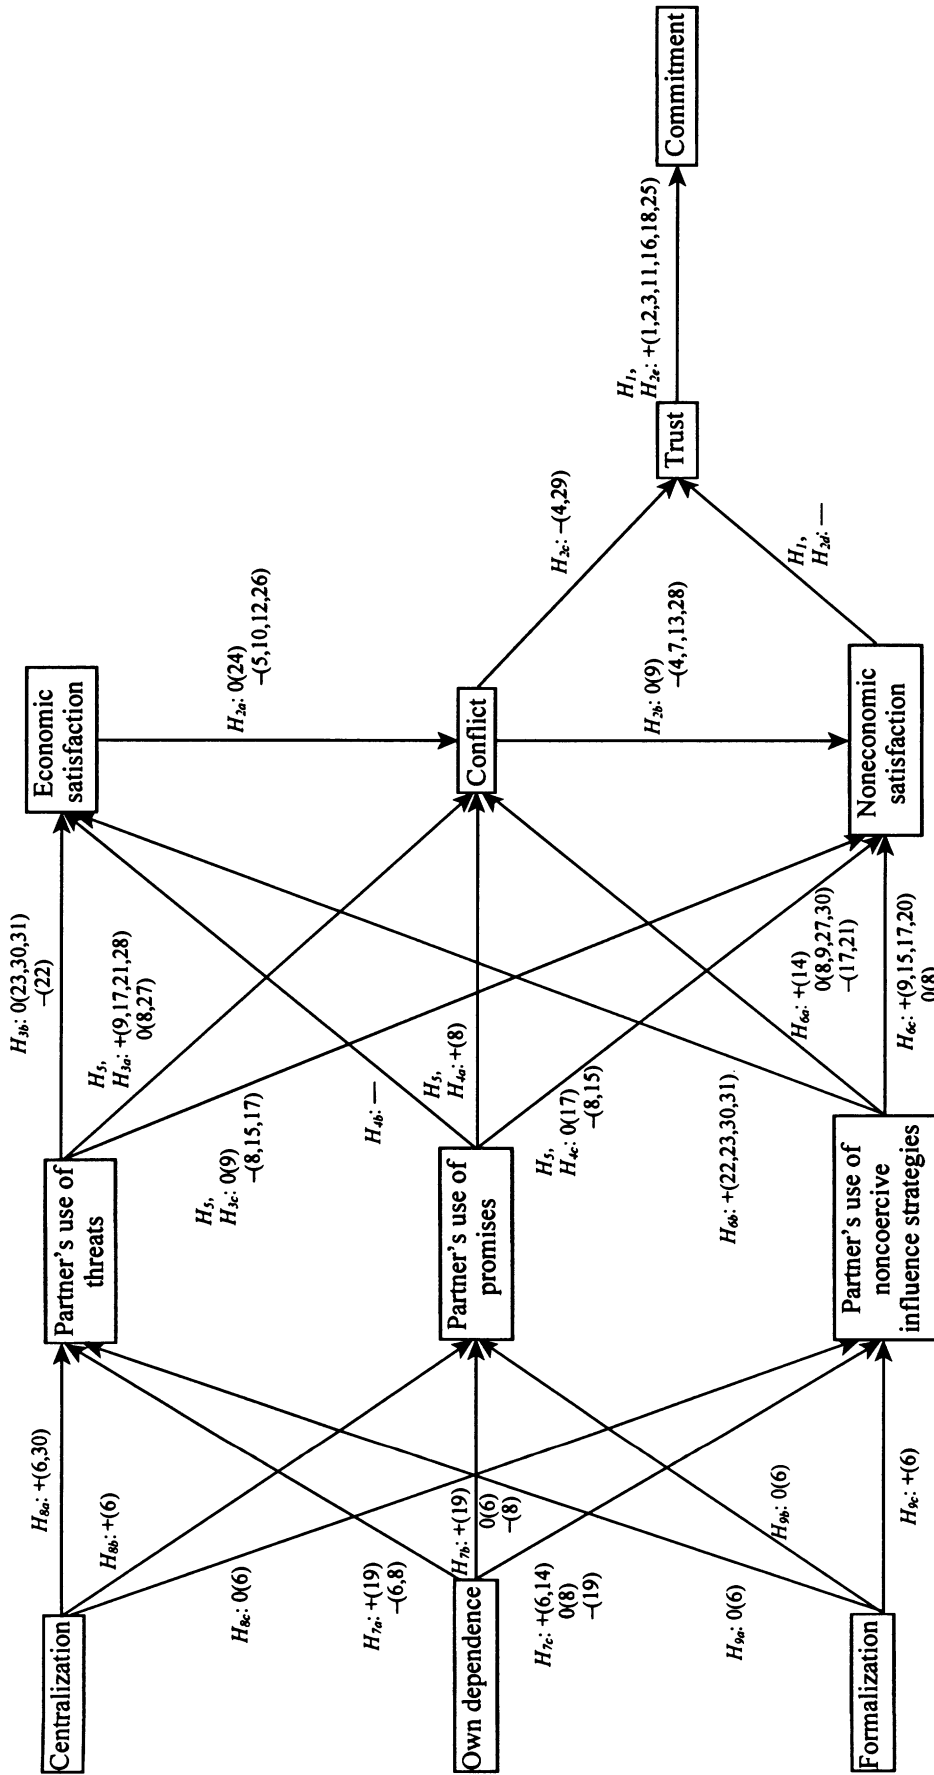 Centralization
Own dependence
Formalization
H8a: +(6,30)
H8b: +(6)
H8c: 0(6)
H7a: +(19)
–(6,8)
H7b: +(19)
0(6)
–(8)
H7c: +(6,14)
0(8)
–(19)
H9a: 0(6)
H9b: 0(6)
H9c: +(6)
Partner's use of
threats
Partner's use of
promises
Partner's use of
noncoercive
influence strategies
H3b: 0(23,30,31)
–(22)
H5,
H3a: +(9,17,21,28)
0(8,27)
H5,
H3c: 0(9)
–(8,15,17)
H4b: —
H5,
H4a: +(8)
H5,
H4c: 0(17)
–(8,15)
H6b: +(22,23,30,31).
H6a: +(14)
0(8,9,27,30)
–(17,21)
H6c: +(9,15,17,20)
0(8)
Economic
satisfaction
Conflict
Noneconomic
satisfaction
H2a: 0(24)
–(5,10,12,26)
H2b: 0(9)
–(4,7,13,28)
H2c: –(4,29)
H1,
H2d: —
Trust
H1,
H2e: +(1,2,3,11,16,18,25)
Commitment